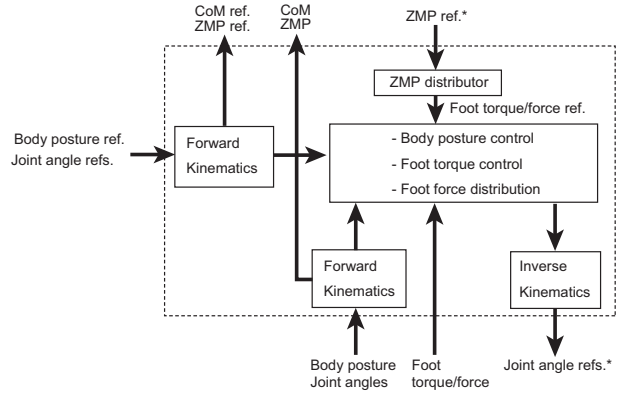 CoM ref.
ZMP ref.
CoM
ZMP
ZMP ref.*
ZMP distributor
Foot torque/force ref.
Body posture ref.
Joint angle refs.
Forward
Kinematics
- Body posture control
- Foot torque control
- Foot force distribution
Forward
Kinematics
Inverse
Kinematics
Body posture
Joint angles
Foot
torque/force
Joint angle refs.*